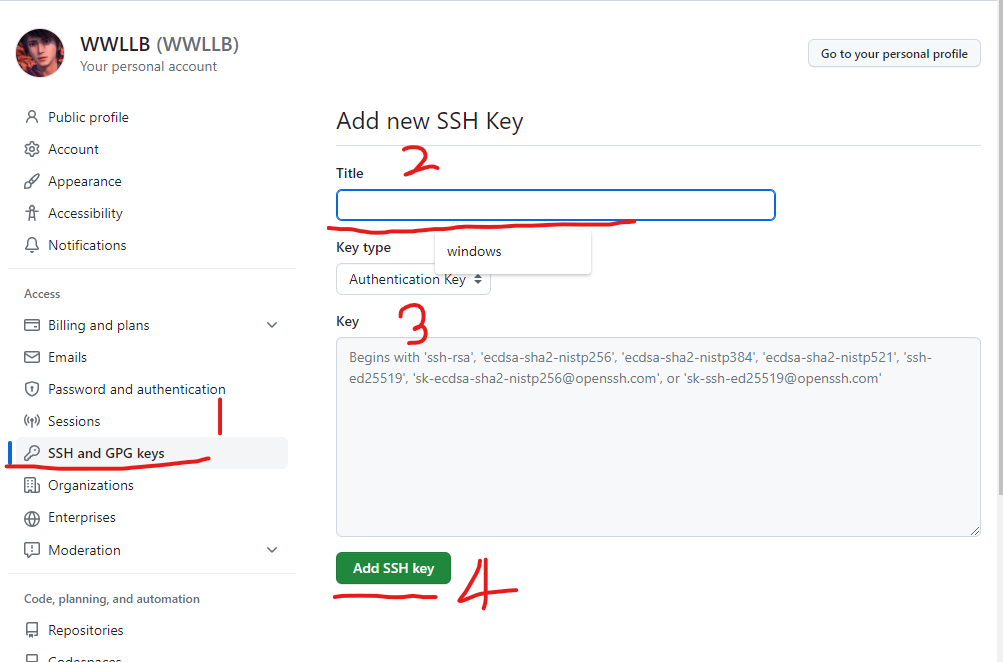 WWLLB (WWLLB)
Your personal account
Go to your personal profile
Public profile
Account
Appearance
Accessibility
Notifications
Access
Billing and plans
Emails
Password and authentication
Sessions
1
SSH and GPG keys
Organizations
Enterprises
Moderation
Code, planning, and automation
Repositories
Codespaces
Add new SSH Key
2
Title
Key type
windows
Authentication Key
3
Key
Begins with 'ssh-rsa', 'ecdsa-sha2-nistp256', 'ecdsa-sha2-nistp384', 'ecdsa-sha2-nistp521', 'ssh-
ed25519', 'sk-ecdsa-sha2-nistp256@openssh.com', or 'sk-ssh-ed25519@openssh.com'
Add SSH key
4